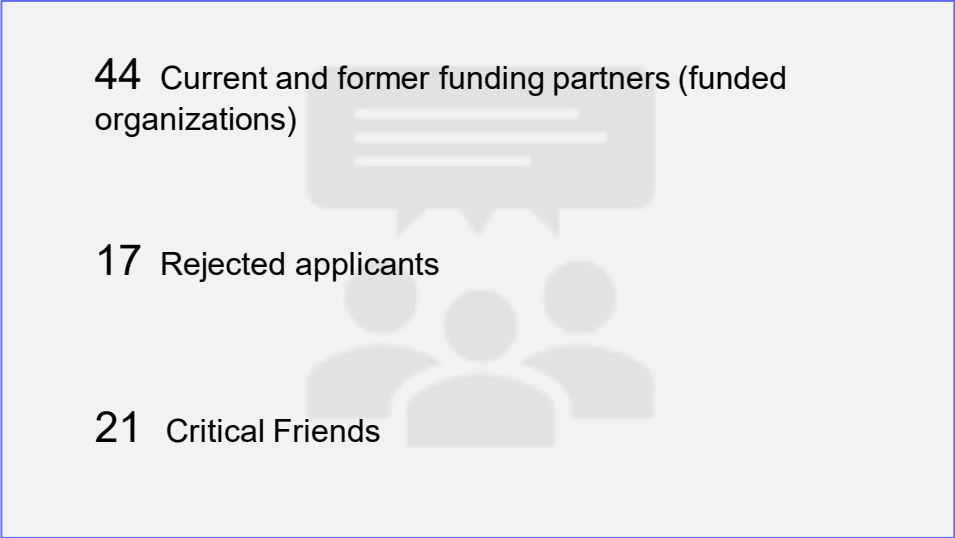 44 Current and former funding partners (funded
organizations)
17 Rejected applicants
21 Critical Friends